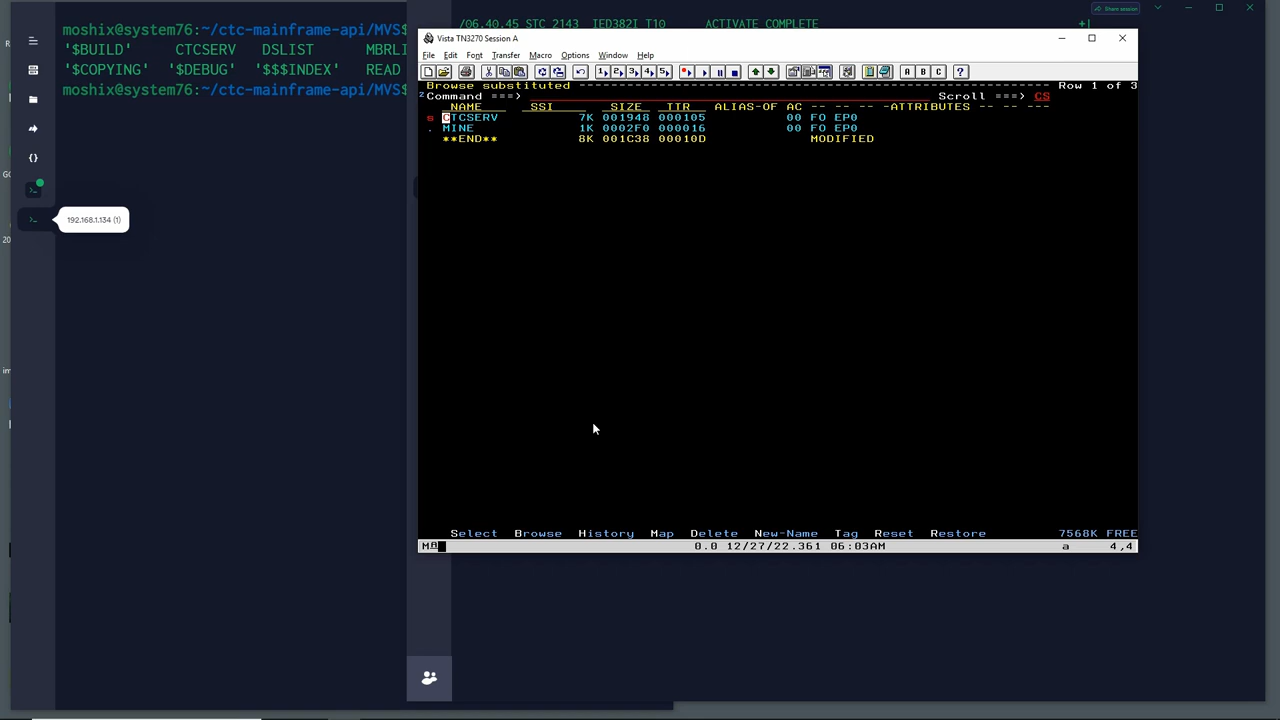 moshix@system76:~/ctc-mainframe-api/MVS$
'$BUILD' CTCSERV DSLIST MBRLI
'$COPYING' '$DEBUG' '$$$INDEX' READ
moshix@system76:~/ctc-mainframe-api/MVS$
192.168.1.134 (1)
/06.40.45 STC 2143 IED382I T10 ACTIVATE COMPLETE
Share session
Vista TN3270 Session A
File Edit Font Transfer Macro Options Window Help
Browse substituted Row 1 of 3
Command ===> Scroll ===> CS
NAME SSI SIZE TTR ALIAS-OF AC -- -- -- -ATTRIBUTES -- -- ---
s CTCSERV 7K 001948 000105 00 FO EP0
. MINE 1K 0002F0 000016 00 FO EP0
**END** 8K 001C38 00010D MODIFIED
Select Browse History Map Delete New-Name Tag Reset Restore 7568K FREE
0.0 12/27/22.361 06:03AM a 4,4